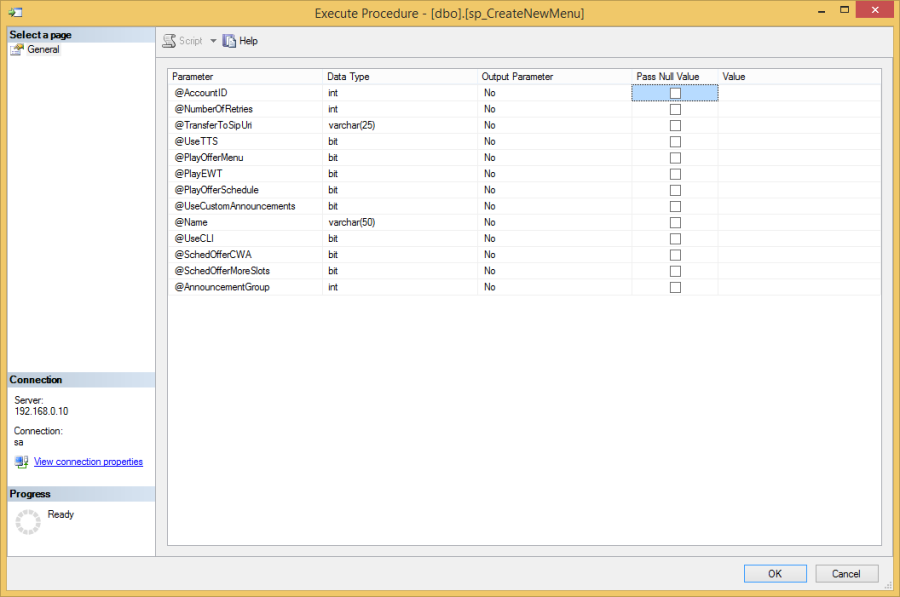 Execute Procedure - [dbo].[sp_CreateNewMenu]
Select a page
General
Script Help
Parameter Data Type Output Parameter Pass Null Value Value
@AccountID int No
@NumberOfRetries int No
@TransferToSipUri varchar(25) No
@UseTTS bit No
@PlayOfferMenu bit No
@PlayEWT bit No
@PlayOfferSchedule bit No
@UseCustomAnnouncements bit No
@Name varchar(50) No
@UseCLI bit No
@SchedOfferCWA bit No
@SchedOfferMoreSlots bit No
@AnnouncementGroup int No
Connection
Server:
192.168.0.10
Connection:
sa
View connection properties
Progress
Ready
OK Cancel